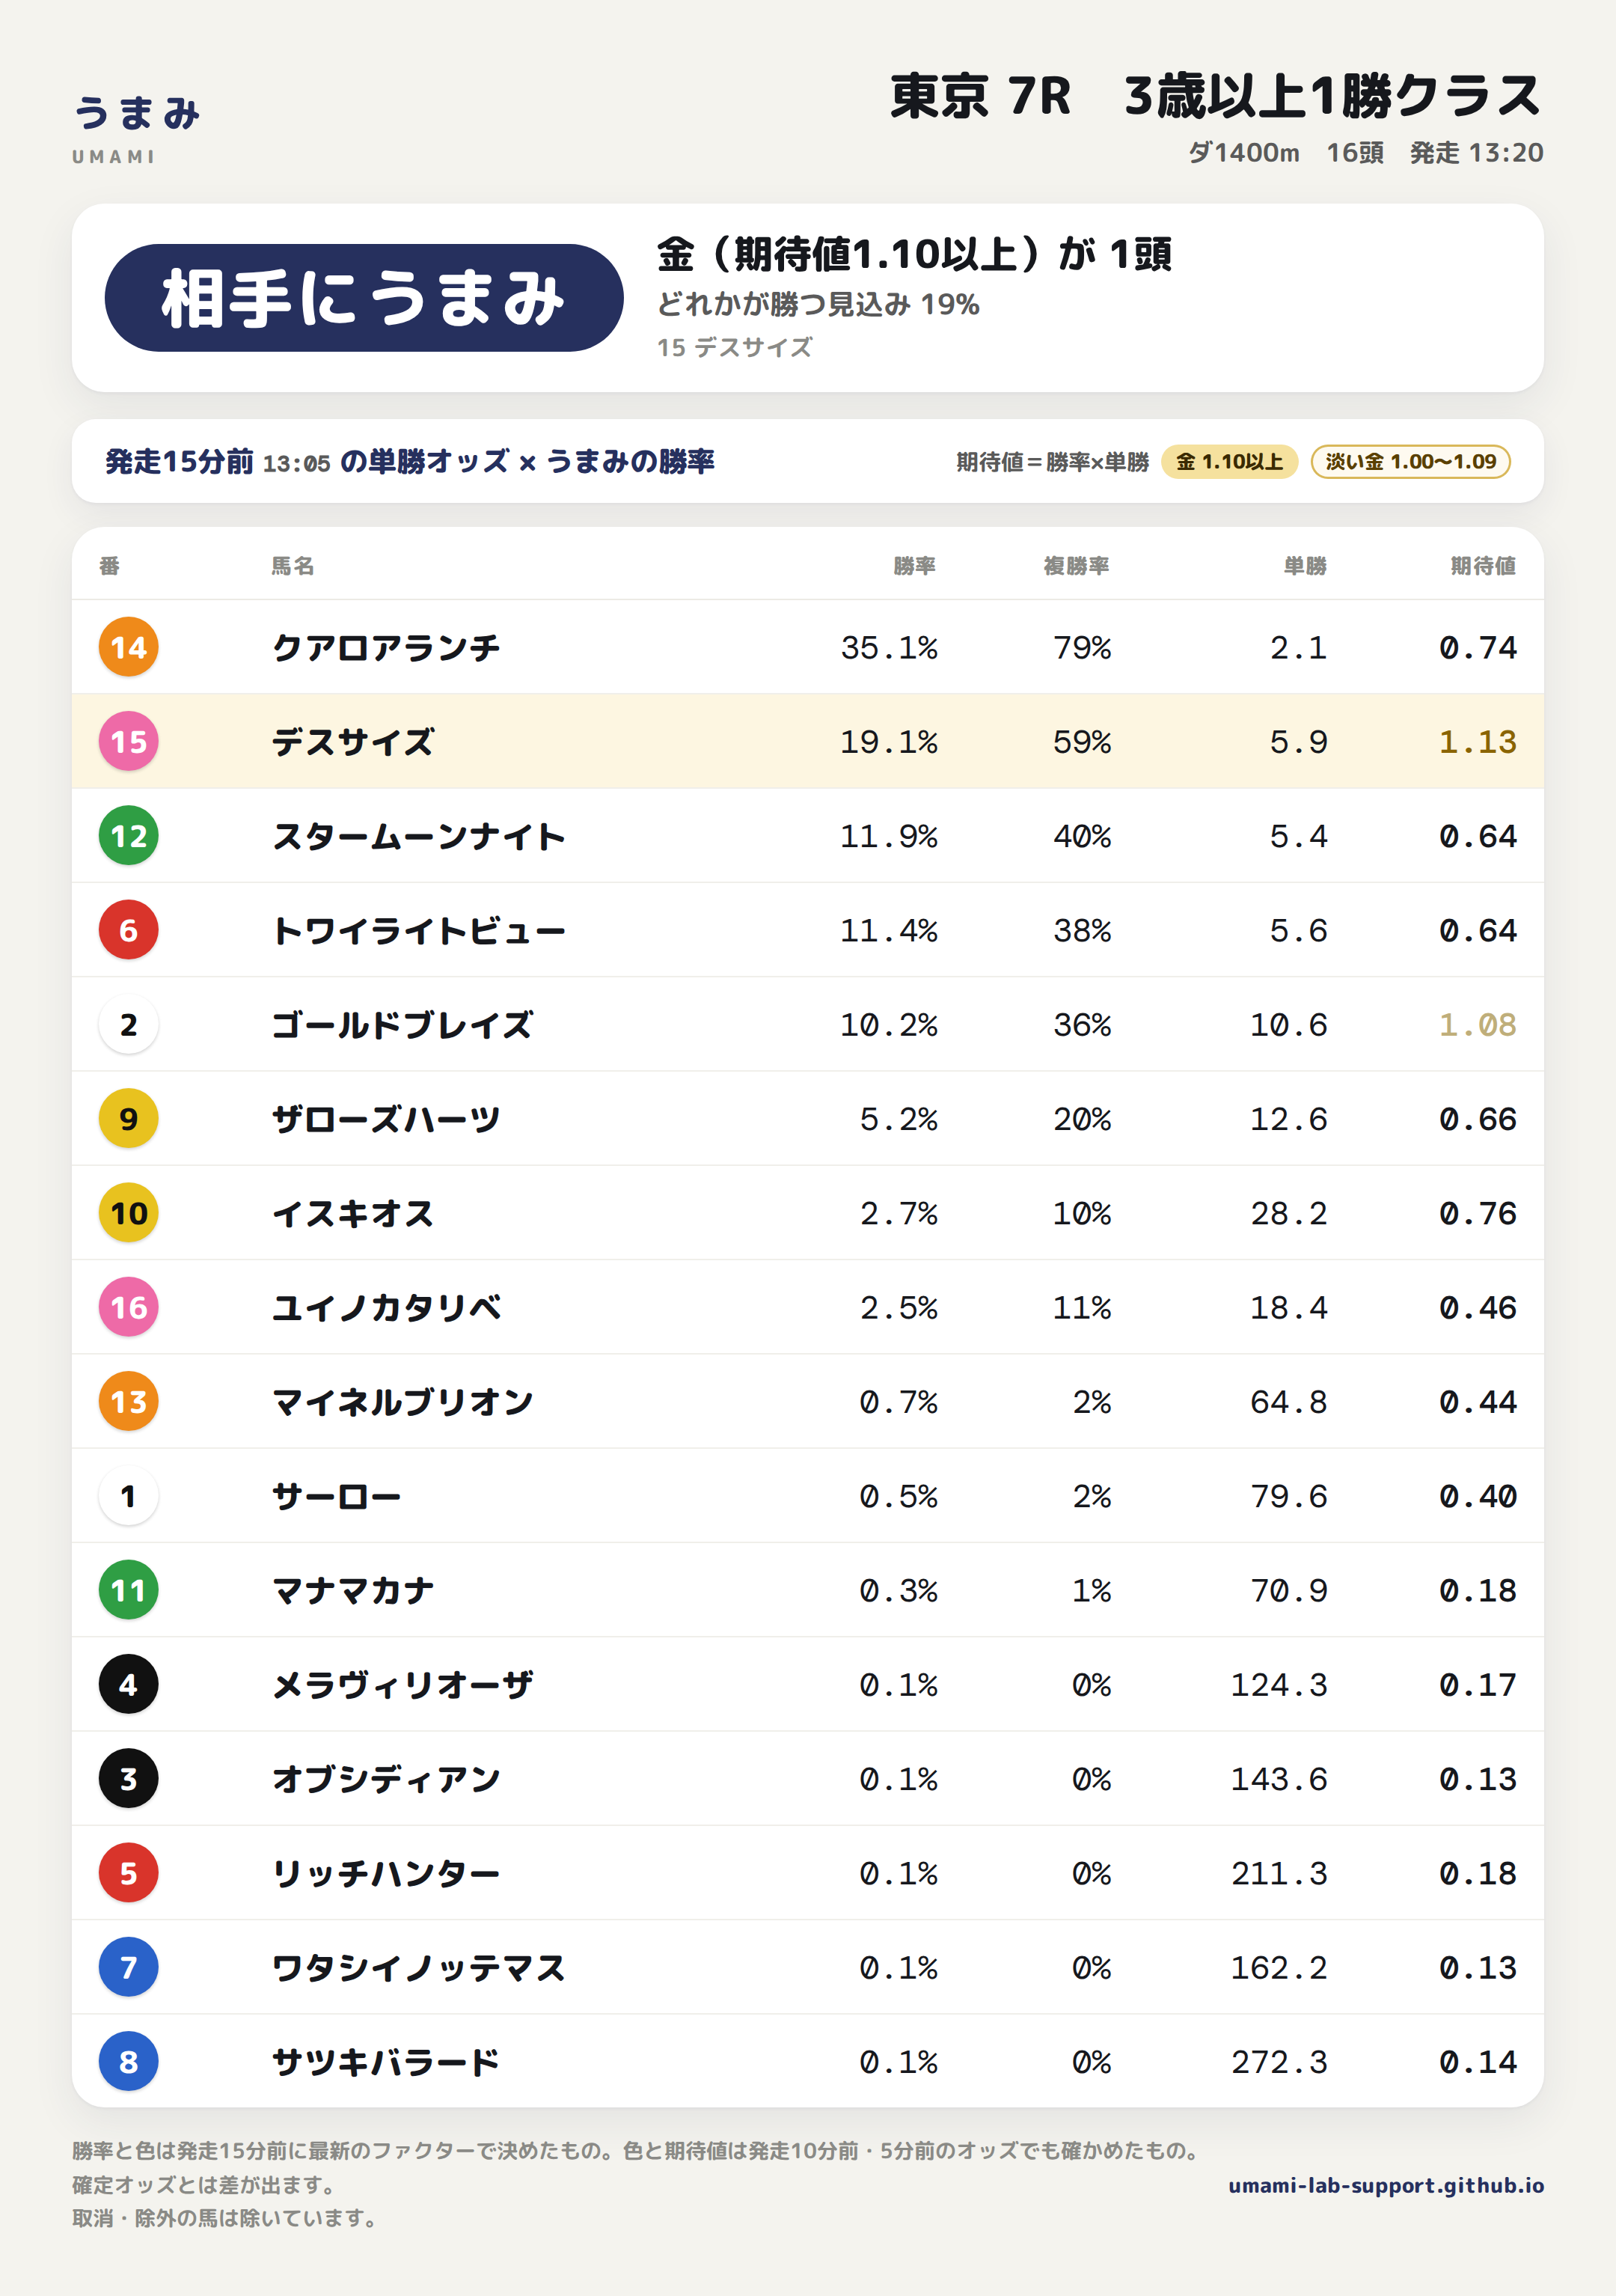 うまみ
UMAMI
東京 7R　3歳以上1勝クラス
ダ1400m　16頭　発走 13:20
相手にうまみ
金（期待値1.10以上）が 1頭
どれかが勝つ見込み 19%
15 デスサイズ
発走15分前 13:05 の単勝オッズ × うまみの勝率
期待値＝勝率×単勝 金 1.10以上 淡い金 1.00〜1.09
番 馬名 勝率 複勝率 単勝 期待値
14 クアロアランチ 35.1% 79% 2.1 0.74
15 デスサイズ 19.1% 59% 5.9 1.13
12 スタームーンナイト 11.9% 40% 5.4 0.64
6 トワイライトビュー 11.4% 38% 5.6 0.64
2 ゴールドブレイズ 10.2% 36% 10.6 1.08
9 ザローズハーツ 5.2% 20% 12.6 0.66
10 イスキオス 2.7% 10% 28.2 0.76
16 ユイノカタリベ 2.5% 11% 18.4 0.46
13 マイネルブリオン 0.7% 2% 64.8 0.44
1 サーロー 0.5% 2% 79.6 0.40
11 マナマカナ 0.3% 1% 70.9 0.18
4 メラヴィリオーザ 0.1% 0% 124.3 0.17
3 オブシディアン 0.1% 0% 143.6 0.13
5 リッチハンター 0.1% 0% 211.3 0.18
7 ワタシイノッテマス 0.1% 0% 162.2 0.13
8 サツキバラード 0.1% 0% 272.3 0.14
勝率と色は発走15分前に最新のファクターで決めたもの。色と期待値は発走10分前・5分前のオッズでも確かめたもの。
確定オッズとは差が出ます。
取消・除外の馬は除いています。
umami-lab-support.github.io